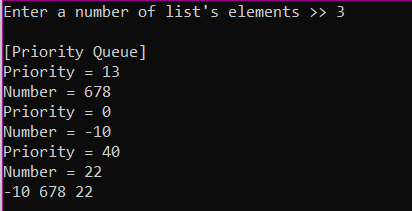 Enter a number of list's elements >> 3
[Priority Queue]
Priority = 13
Number = 678
Priority = 0
Number = -10
Priority = 40
Number = 22
-10 678 22